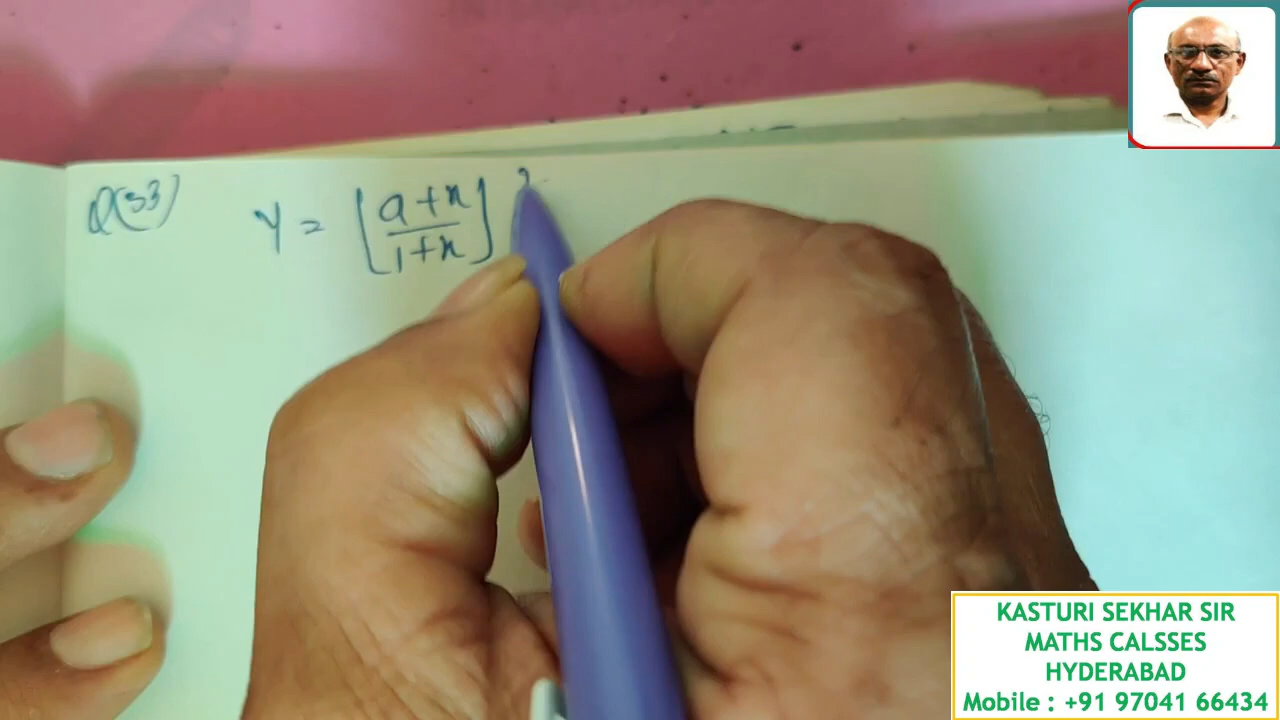 Q(33)
y = [a+x / 1+x]
KASTURI SEKHAR SIR
MATHS CALSSES
HYDERABAD
Mobile : +91 97041 66434